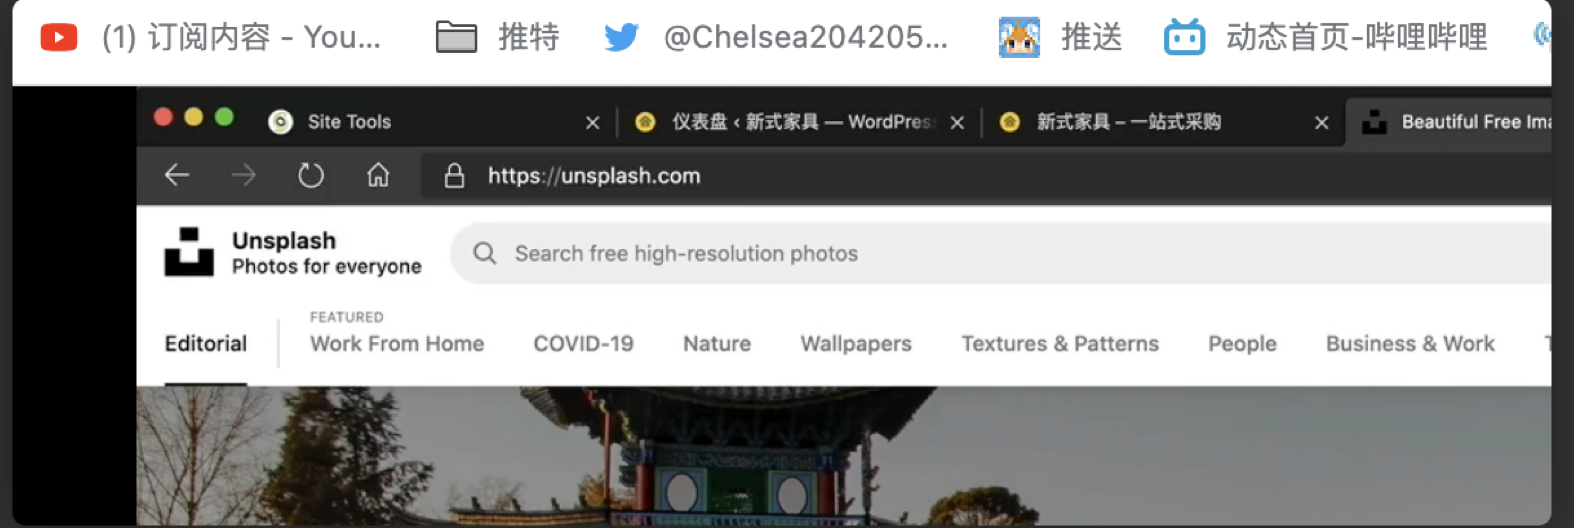 (1) 订阅内容 - You... 推特 @Chelsea204205... 推送 动态首页-哔哩哔哩
Site Tools 仪表盘 ‹ 新式家具 — WordPress 新式家具 – 一站式采购 Beautiful Free Ima
https://unsplash.com
Unsplash
Photos for everyone
Search free high-resolution photos
FEATURED
Editorial Work From Home COVID-19 Nature Wallpapers Textures & Patterns People Business & Work